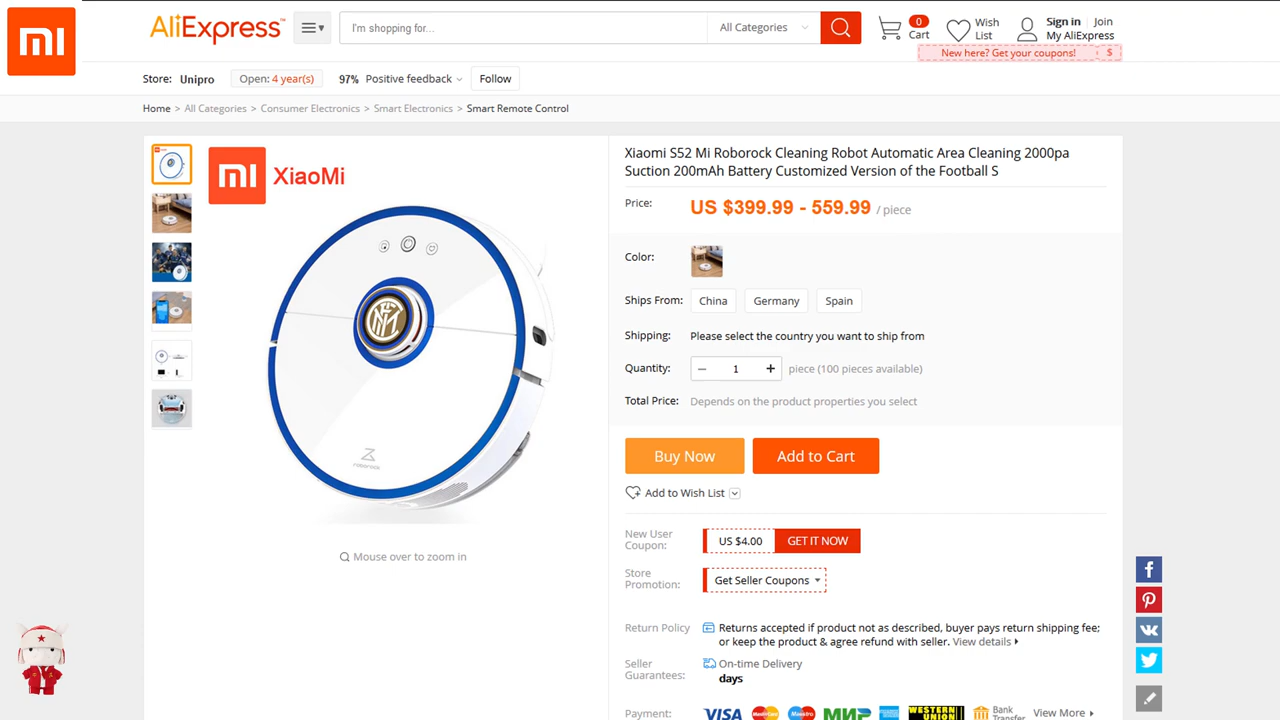 mi
AliExpress™
I'm shopping for...
All Categories
0
Cart
Wish
List
Sign in | Join
My AliExpress
New here? Get your coupons! $
Store: Unipro Open: 4 year(s) 97% Positive feedback Follow
Home > All Categories > Consumer Electronics > Smart Electronics > Smart Remote Control
mi XiaoMi
Xiaomi S52 Mi Roborock Cleaning Robot Automatic Area Cleaning 2000pa
Suction 200mAh Battery Customized Version of the Football S
Price: US $399.99 - 559.99 / piece
Color:
Ships From: China Germany Spain
Shipping: Please select the country you want to ship from
Quantity: − 1 + piece (100 pieces available)
Total Price: Depends on the product properties you select
Buy Now Add to Cart
Add to Wish List
roborock
Mouse over to zoom in
New User
Coupon:
US $4.00 GET IT NOW
Store
Promotion:
Get Seller Coupons
Return Policy Returns accepted if product not as described, buyer pays return shipping fee;
or keep the product & agree refund with seller. View details
Seller
Guarantees:
On-time Delivery
days
Payment: VISA MasterCard Maestro МИР WESTERN UNION Bank Transfer View More